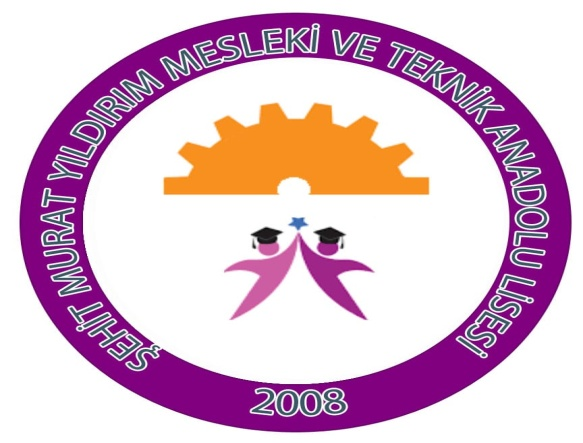 ŞEHİT MURAT YILDIRIM MESLEKİ VE TEKNİK ANADOLU LİSESİ
2008